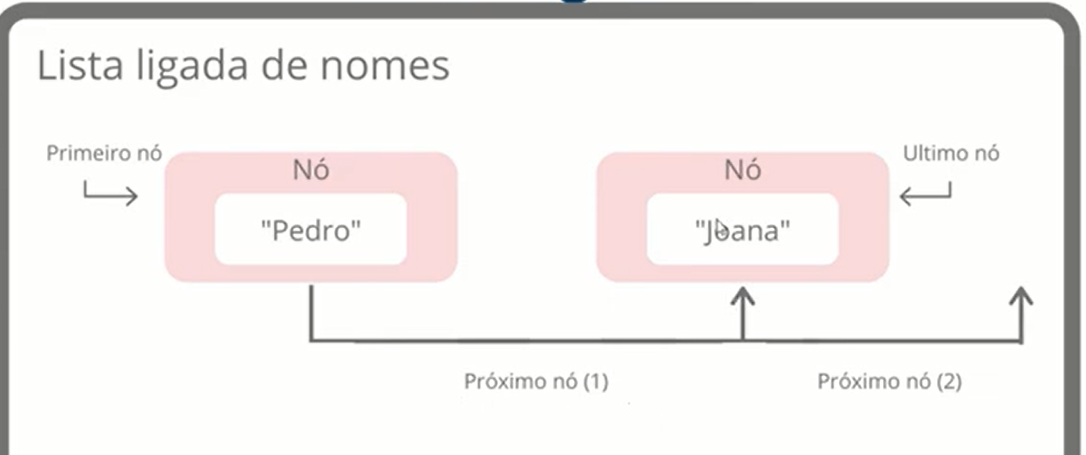 Lista ligada de nomes
Primeiro nó
Nó
"Pedro"
Nó
"Joana"
Ultimo nó
Próximo nó (1)
Próximo nó (2)